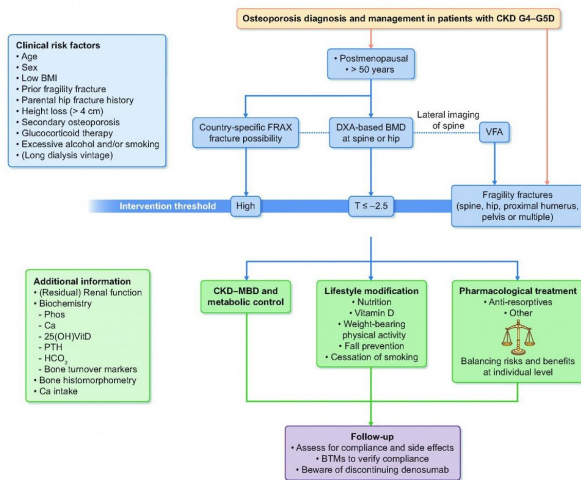 Osteoporosis diagnosis and management in patients with CKD G4–G5D
Clinical risk factors
• Age
• Sex
• Low BMI
• Prior fragility fracture
• Parental hip fracture history
• Height loss (> 4 cm)
• Secondary osteoporosis
• Glucocorticoid therapy
• Excessive alcohol and/or smoking
• (Long dialysis vintage)
• Postmenopausal
• > 50 years
Country-specific FRAX
fracture possibility
DXA-based BMD
at spine or hip
Lateral imaging
of spine
VFA
Intervention threshold
High
T ≤ –2.5
Fragility fractures
(spine, hip, proximal humerus,
pelvis or multiple)
Additional information
• (Residual) Renal function
• Biochemistry
- Phos
- Ca
- 25(OH)VitD
- PTH
- HCO3
- Bone turnover markers
• Bone histomorphometry
• Ca intake
CKD–MBD and
metabolic control
Lifestyle modification
• Nutrition
• Vitamin D
• Weight-bearing
physical activity
• Fall prevention
• Cessation of smoking
Pharmacological treatment
• Anti-resorptives
• Other
Balancing risks and benefits
at individual level
Follow-up
• Assess for compliance and side effects
• BTMs to verify compliance
• Beware of discontinuing denosumab